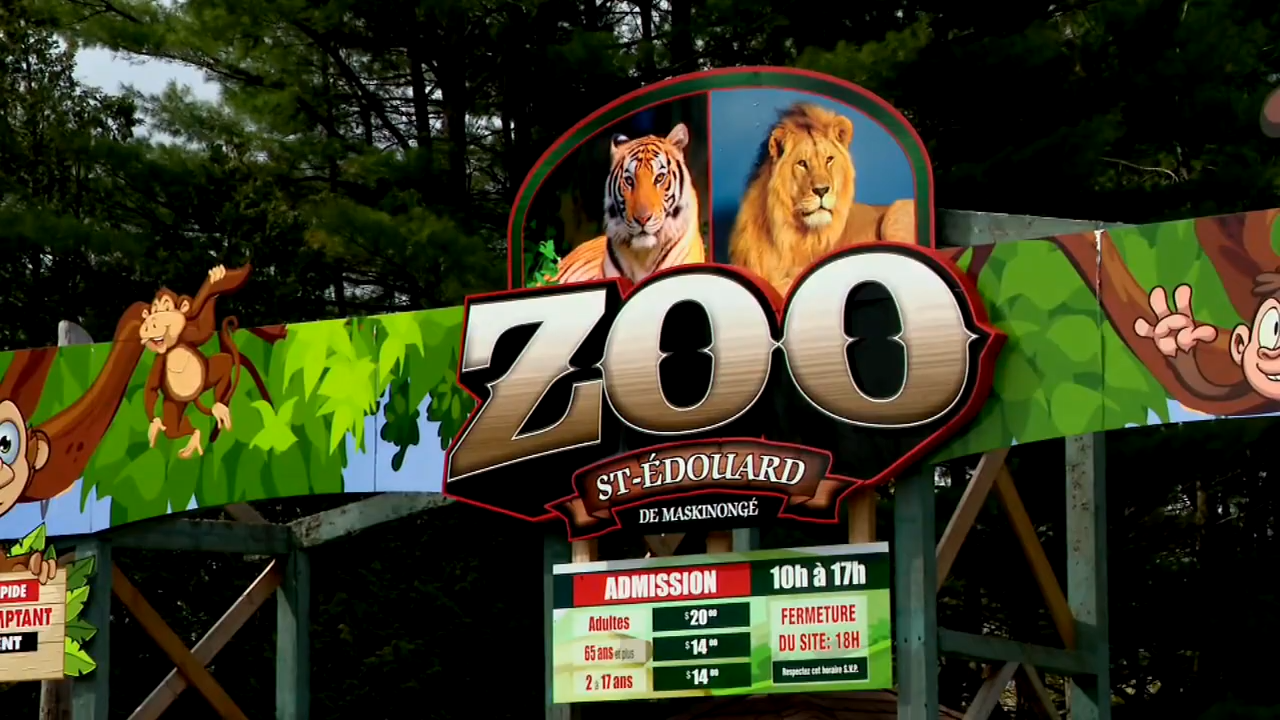 ZOO
ST-ÉDOUARD
DE MASKINONGÉ
ADMISSION 10h à 17h
Adultes $20.00
65 ans et plus $14.00
2 à 17 ans $14.00
FERMETURE
DU SITE: 18H
Respectez cet horaire S.V.P.
PIDE
MPTANT
ENT